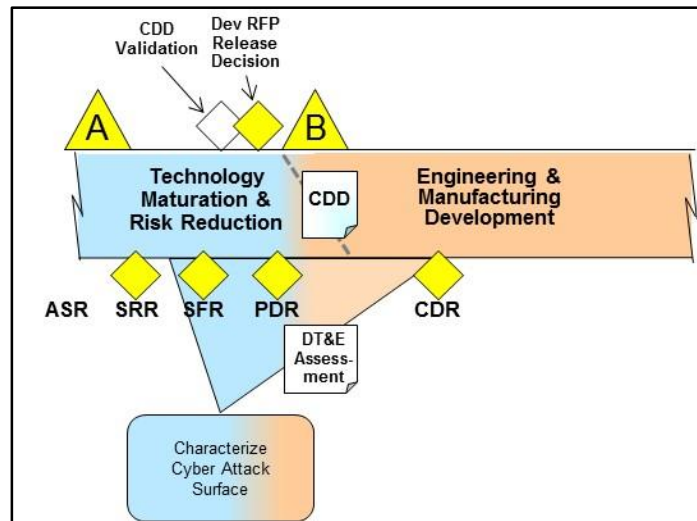 CDD
Validation
Dev RFP
Release
Decision
A
B
Technology
Maturation &
Risk Reduction
CDD
Engineering &
Manufacturing
Development
ASR
SRR
SFR
PDR
CDR
DT&E
Assess-
ment
Characterize
Cyber Attack
Surface